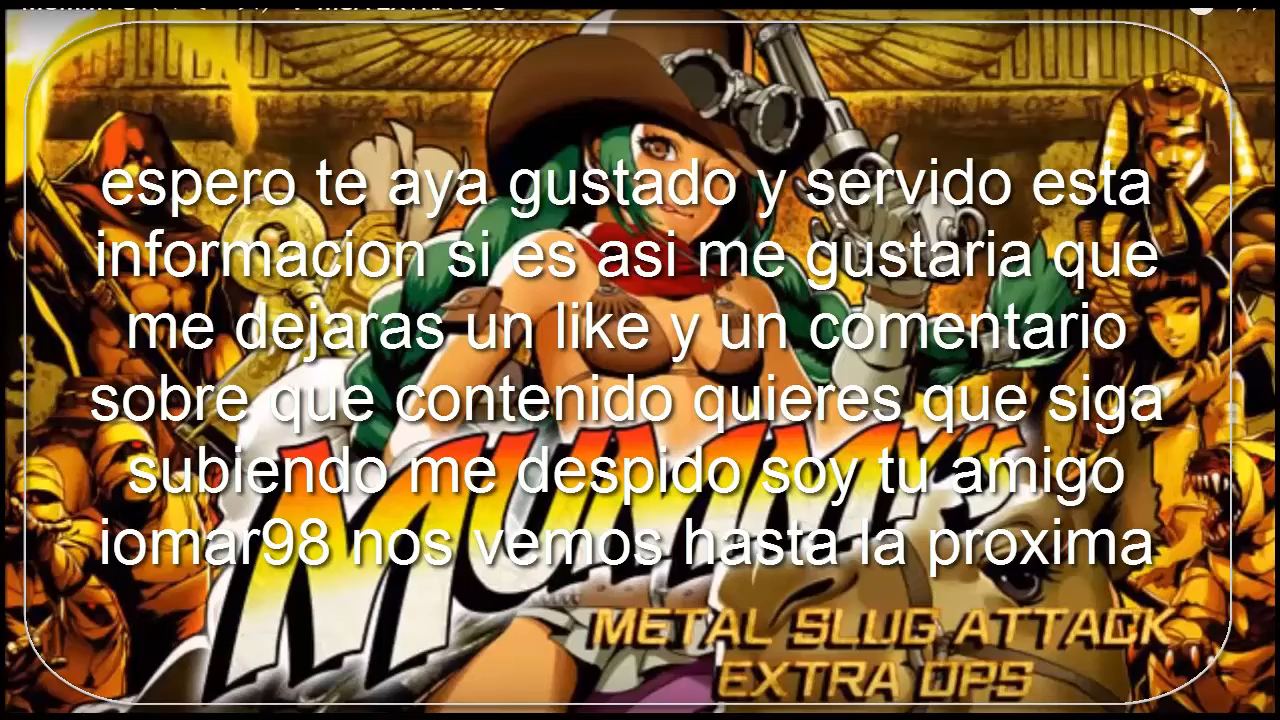 espero te aya gustado y servido esta
informacion si es asi me gustaria que
me dejaras un like y un comentario
sobre que contenido quieres que siga
subiendo me despido soy tu amigo
iomar98 nos vemos hasta la proxima
MUMMY'S
METAL SLUG ATTACK
EXTRA OPS